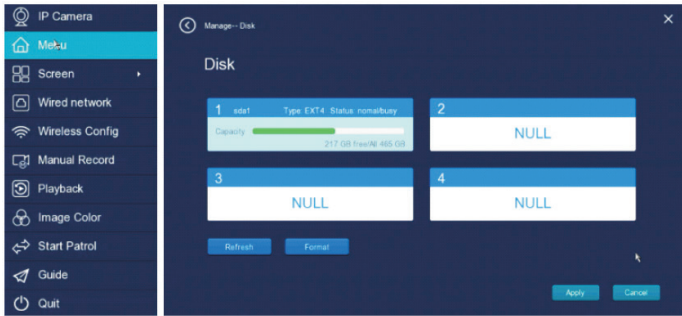 IP Camera
Menu
Screen
Wired network
Wireless Config
Manual Record
Playback
Image Color
Start Patrol
Guide
Quit
Manage-- Disk
Disk
1 sda1 Type: EXT4 Status: nomal/busy
Capacity
217 GB free/All 465 GB
2
NULL
3
NULL
4
NULL
Refresh Format
Apply Cancel